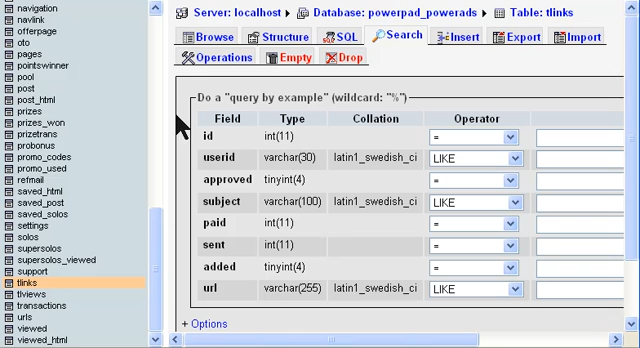 navigation
navlink
offerpage
oto
pages
pointswinner
pool
post
post_html
prizes
prizes_won
prizetrans
probonus
promo_codes
promo_used
refmail
saved_html
saved_post
saved_solos
settings
solos
supersolos
supersolos_viewed
support
tlinks
tlviews
transactions
urls
viewed
viewed_html
Server: localhost Database: powerpad_powerads Table: tlinks
Browse Structure SQL Search Insert Export Import
Operations Empty Drop
Do a "query by example" (wildcard: "%")
Field Type Collation Operator
id int(11) =
userid varchar(30) latin1_swedish_ci LIKE
approved tinyint(4) =
subject varchar(100) latin1_swedish_ci LIKE
paid int(11) =
sent int(11) =
added tinyint(4) =
url varchar(255) latin1_swedish_ci LIKE
+ Options